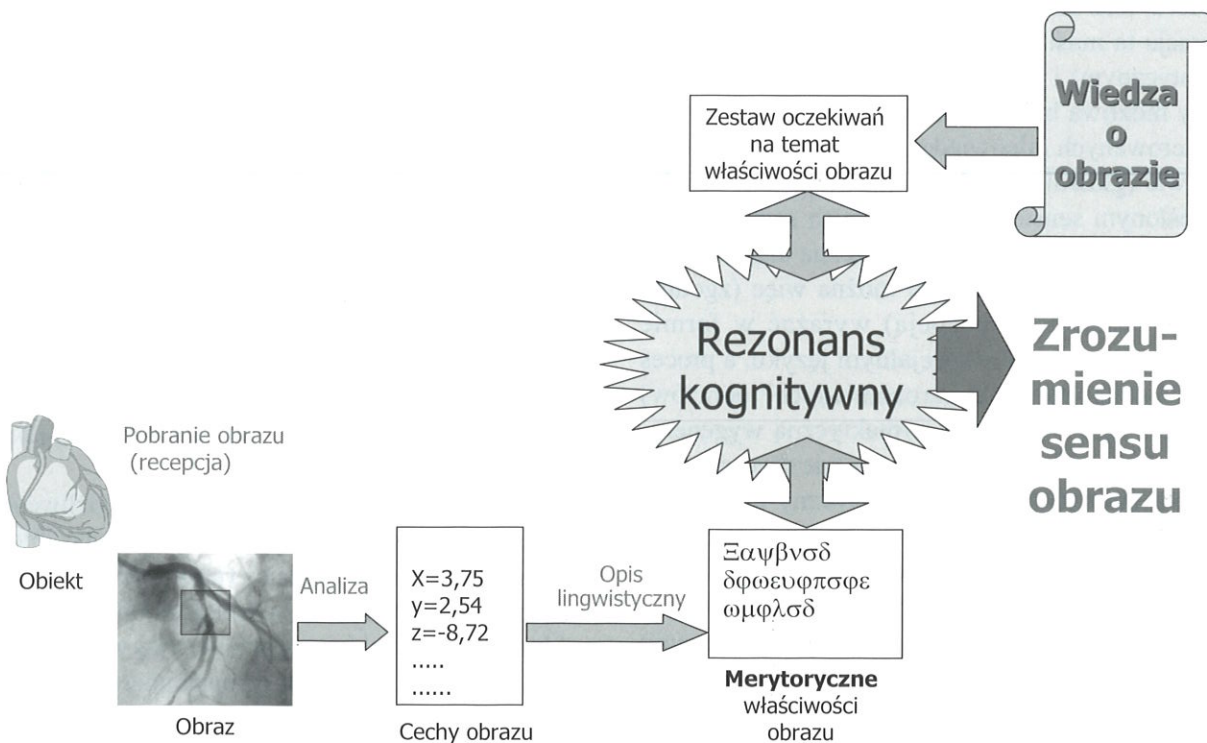 Wiedza
o
obrazie
Zestaw oczekiwań
na temat
właściwości obrazu
Rezonans
kognitywny
Zrozu-
mienie
sensu
obrazu
Pobranie obrazu
(recepcja)
Obiekt
Obraz
Analiza
X=3,75
y=2,54
z=-8,72
.....
......
Cechy obrazu
Opis
lingwistyczny
Ξαψβνσδ
δφωευφπσφε
ωμφλσδ
Merytoryczne
właściwości
obrazu